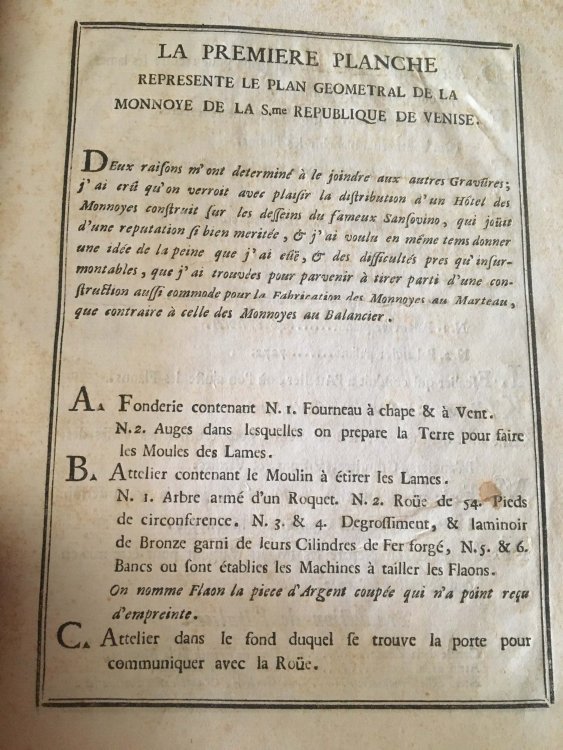 LA PREMIERE PLANCHE
REPRESENTE LE PLAN GEOMETRAL DE LA
MONNOYE DE LA S.me REPUBLIQUE DE VENISE.
DEux raiſons m'ont determiné à le joindre aux autres Gravûres;
j'ai crû qu'on verroit avec plaiſir la diſtribution d'un Hôtel des
Monnoyes conſtruit ſur les deſſeins du fameux Sanſovino, qui joüit
d'une reputation ſi bien meritée, & j'ai voulu en même tems donner
une idée de la peine que j'ai eüë, & des difficultés pres qu'inſur-
montables, que j'ai trouvées pour parvenir à tirer parti d'une con-
ſtruction auſſi commode pour la Fabrication des Monnoyes au Marteau,
que contraire à celle des Monnoyes au Balancier.
A. Fonderie contenant N. 1. Fourneau à chape & à Vent.
N. 2. Auges dans leſquelles on prepare la Terre pour faire
les Moules des Lames.
B. Attelier contenant le Moulin à étirer les Lames.
N. 1. Arbre armé d'un Roquet. N. 2. Roüe de 54. Pieds
de circonference. N. 3. & 4. Degroſſiment, & laminoir
de Bronze garni de leurs Cilindres de Fer forgé, N. 5. & 6.
Bancs ou ſont établies les Machines à tailler les Flaons.
On nomme Flaon la piece d'Argent coupée qui n'a point reçu
d'empreinte.
C. Attelier dans le fond duquel ſe trouve la porte pour
communiquer avec la Roüe.